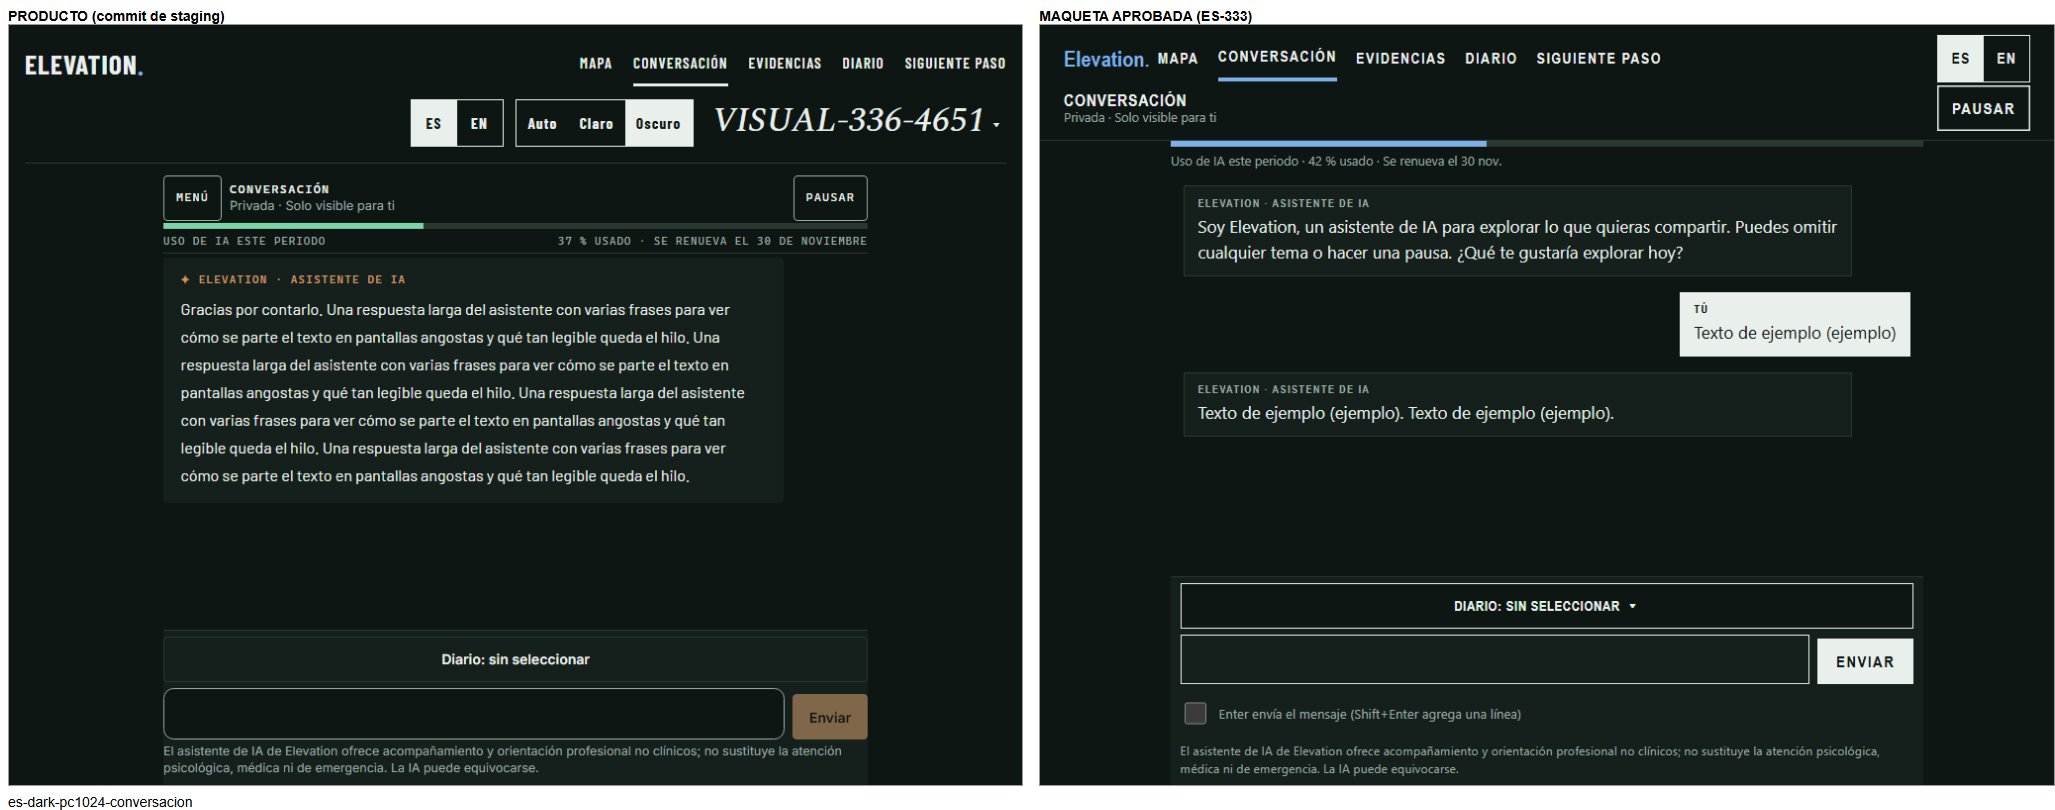 PRODUCTO (commit de staging)
ELEVATION.
MAPA CONVERSACIÓN EVIDENCIAS DIARIO SIGUIENTE PASO
ES EN Auto Claro Oscuro VISUAL-336-4651
MENÚ
CONVERSACIÓN
Privada · Solo visible para ti
PAUSAR
USO DE IA ESTE PERIODO 37 % USADO · SE RENUEVA EL 30 DE NOVIEMBRE
✦ ELEVATION · ASISTENTE DE IA
Gracias por contarlo. Una respuesta larga del asistente con varias frases para ver
cómo se parte el texto en pantallas angostas y qué tan legible queda el hilo. Una
respuesta larga del asistente con varias frases para ver cómo se parte el texto en
pantallas angostas y qué tan legible queda el hilo. Una respuesta larga del asistente
con varias frases para ver cómo se parte el texto en pantallas angostas y qué tan
legible queda el hilo. Una respuesta larga del asistente con varias frases para ver
cómo se parte el texto en pantallas angostas y qué tan legible queda el hilo.
Diario: sin seleccionar
Enviar
El asistente de IA de Elevation ofrece acompañamiento y orientación profesional no clínicos; no sustituye la atención
psicológica, médica ni de emergencia. La IA puede equivocarse.
es-dark-pc1024-conversacion
MAQUETA APROBADA (ES-333)
Elevation. MAPA CONVERSACIÓN EVIDENCIAS DIARIO SIGUIENTE PASO
ES EN
CONVERSACIÓN
Privada · Solo visible para ti
PAUSAR
Uso de IA este periodo · 42 % usado · Se renueva el 30 nov.
ELEVATION · ASISTENTE DE IA
Soy Elevation, un asistente de IA para explorar lo que quieras compartir. Puedes omitir
cualquier tema o hacer una pausa. ¿Qué te gustaría explorar hoy?
TÚ
Texto de ejemplo (ejemplo)
ELEVATION · ASISTENTE DE IA
Texto de ejemplo (ejemplo). Texto de ejemplo (ejemplo).
DIARIO: SIN SELECCIONAR
ENVIAR
Enter envía el mensaje (Shift+Enter agrega una línea)
El asistente de IA de Elevation ofrece acompañamiento y orientación profesional no clínicos; no sustituye la atención psicológica,
médica ni de emergencia. La IA puede equivocarse.